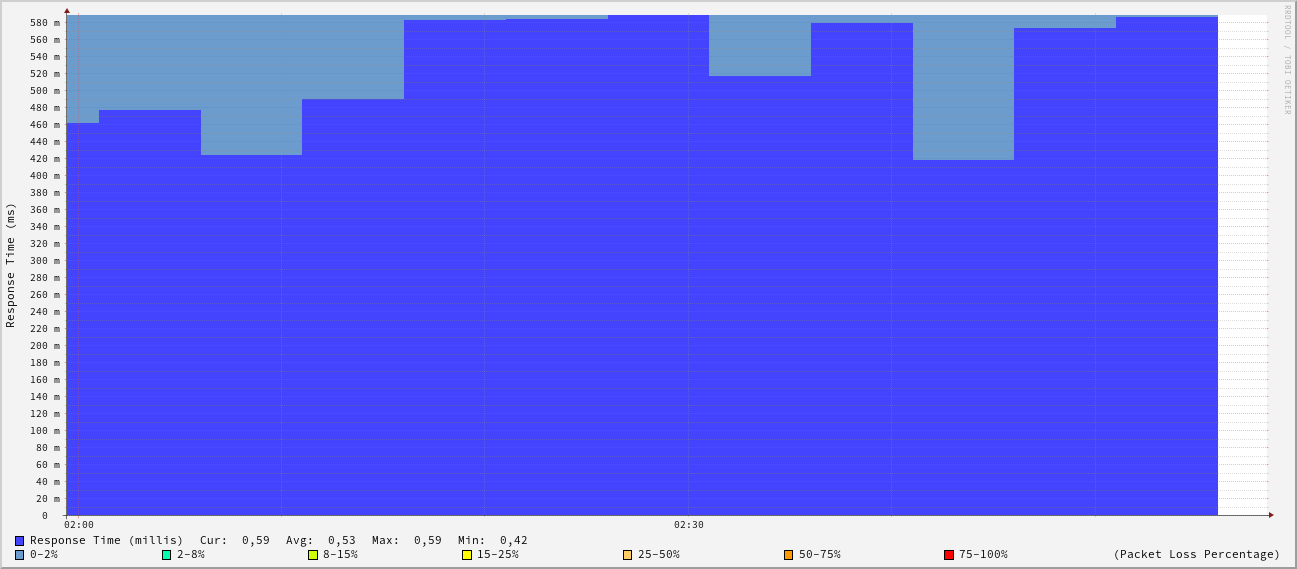 RRDTOOL / TOBI OETIKER
Response Time (ms)
580 m
560 m
540 m
520 m
500 m
480 m
460 m
440 m
420 m
400 m
380 m
360 m
340 m
320 m
300 m
280 m
260 m
240 m
220 m
200 m
180 m
160 m
140 m
120 m
100 m
80 m
60 m
40 m
20 m
0
02:00 02:30
Response Time (millis) Cur: 0,59 Avg: 0,53 Max: 0,59 Min: 0,42
0-2% 2-8% 8-15% 15-25% 25-50% 50-75% 75-100% (Packet Loss Percentage)